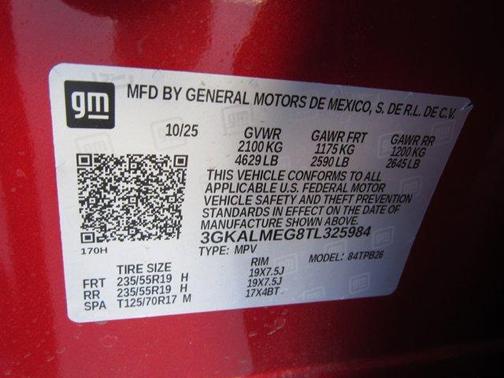 gm
MFD BY GENERAL MOTORS DE MEXICO, S. DE R.L. DE C.V.
10/25 GVWR GAWR FRT GAWR RR
2100 KG 1175 KG 1200 KG
4629 LB 2590 LB 2645 LB
THIS VEHICLE CONFORMS TO ALL
APPLICABLE U.S. FEDERAL MOTOR
VEHICLE SAFETY AND THEFT PREVENTION
STANDARDS IN EFFECT ON THE DATE OF
MANUFACTURE SHOWN ABOVE.
3GKALMEG8TL325984
170H
TYPE: MPV MODEL: 84TPB26
TIRE SIZE RIM
FRT 235/55R19 H 19X7.5J
RR 235/55R19 H 19X7.5J
SPA T125/70R17 M 17X4BT